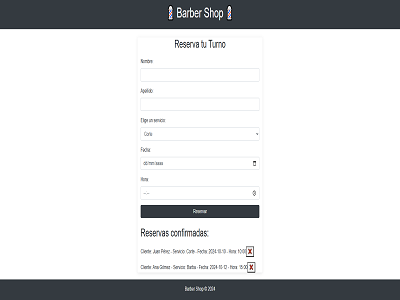 Barber Shop
Reserva tu Turno
Nombre
Apellido
Elige un servicio:
Corte
Fecha:
dd/mm/aaaa
Hora:
--:--
Reservar
Reservas confirmadas:
Cliente: Juan Pérez - Servicio: Corte - Fecha: 2024-10-10 - Hora: 10:00
Cliente: Ana Gómez - Servicio: Barba - Fecha: 2024-10-12 - Hora: 15:00
Barber Shop © 2024